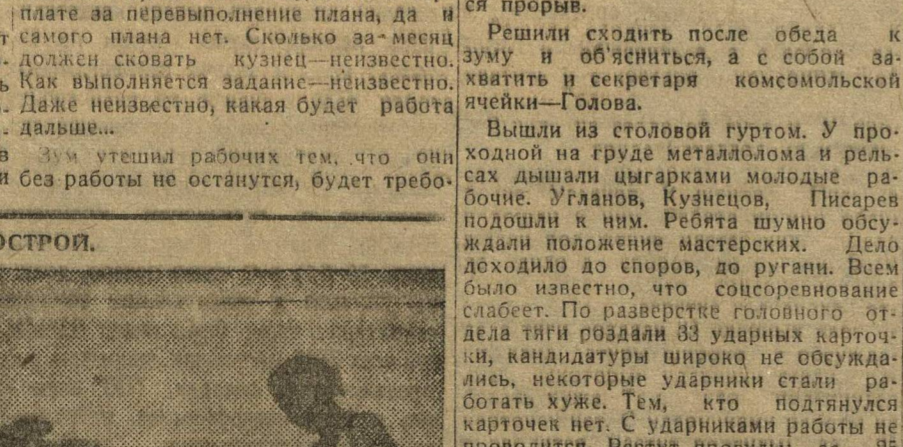 плате за перевыполнение плана, да и
т самого плана нет. Сколько за месяц
. должен сковать кузнец—неизвестно.
ь Как выполняется задание—неизвестно.
. Даже неизвестно, какая будет работа
. дальше...
в Зум утешил рабочих тем, что они
и без работы не останутся, будет требо-
ОСТРОЙ.
ся прорыв.
Решили сходить после обеда к
зуму и об'ясниться, а с собой за-
хватить и секретаря комсомольской
ячейки—Голова.
Вышли из столовой гуртом. У про-
ходной на груде металлолома и рель-
сах дышали цыгарками молодые ра-
бочие. Угланов, Кузнецов, Писарев
подошли к ним. Ребята шумно обсу-
ждали положение мастерских. Дело
доходило до споров, до ругани. Всем
было известно, что соцсоревнование
слабеет. По разверстке головного от-
дела тяги роздали 33 ударных карточ-
ки, кандидатуры широко не обсужда-
лись, некоторые ударники стали ра-
ботать хуже. Тем, кто подтянулся
карточек нет. С ударниками работы не